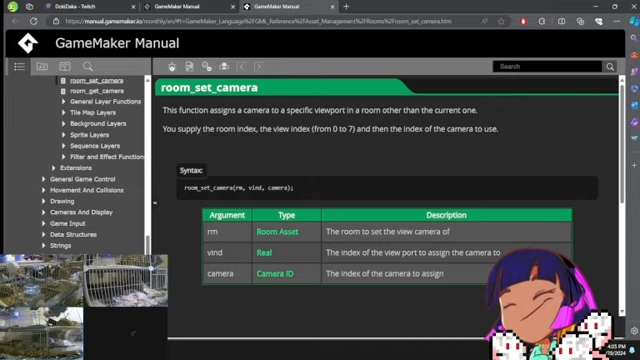 DokiDaka - Twitch
GameMaker Manual
GameMaker Manual
https://manual.gamemaker.io/monthly/en/#t=GameMaker_Language%2FGML_Reference%2FAsset_Management%2FRooms%2Froom_set_camera.htm
GameMaker Manual
Search
room_set_camera
room_get_camera
General Layer Functions
Tile Map Layers
Background Layers
Sprite Layers
Sequence Layers
Filter and Effect Functions
Extensions
General Game Control
Movement And Collisions
Drawing
Cameras And Display
Game Input
Data Structures
Strings
room_set_camera
This function assigns a camera to a specific viewport in a room other than the current one.
You supply the room index, the view index (from 0 to 7) and then the index of the camera to use.
Syntax:
room_set_camera(rm, vind, camera);
Argument Type Description
rm Room Asset The room to set the view camera of
vind Real The index of the view port to assign the camera to
camera Camera ID The index of the camera to assign
4:05 PM